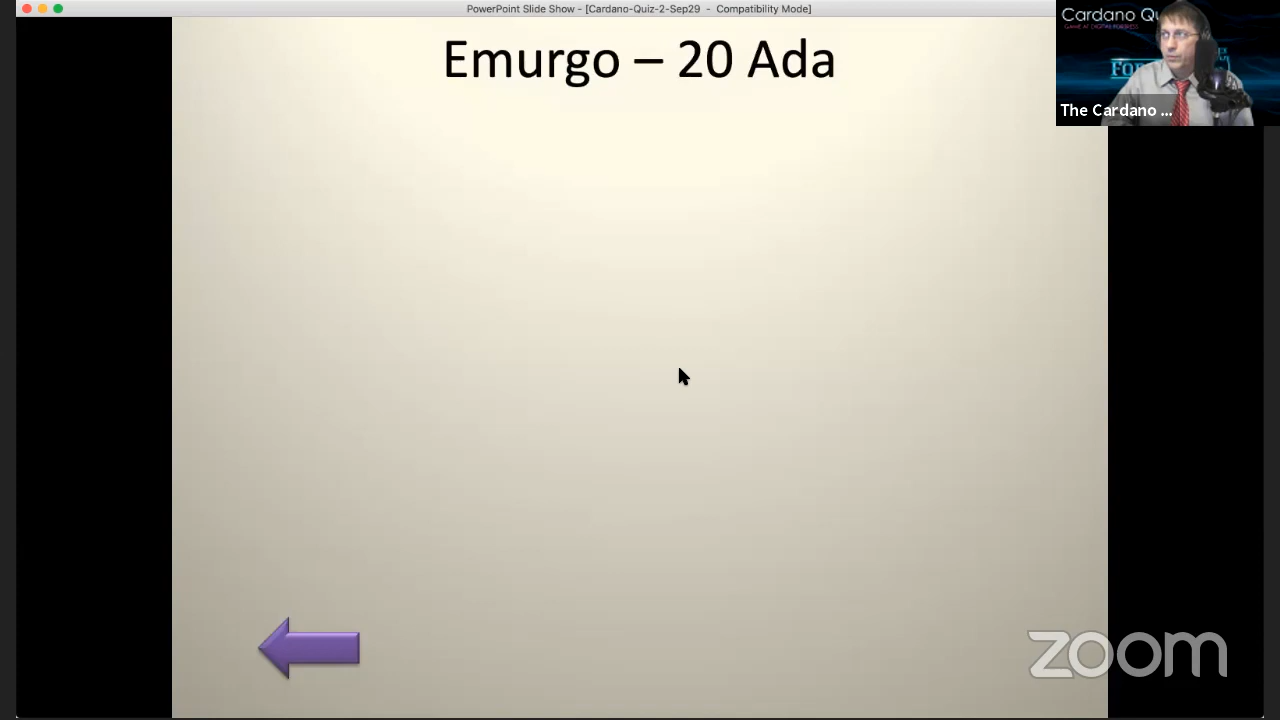 PowerPoint Slide Show - [Cardano-Quiz-2-Sep29 - Compatibility Mode]
Emurgo – 20 Ada
Cardano Qu
The Cardano ...
zoom